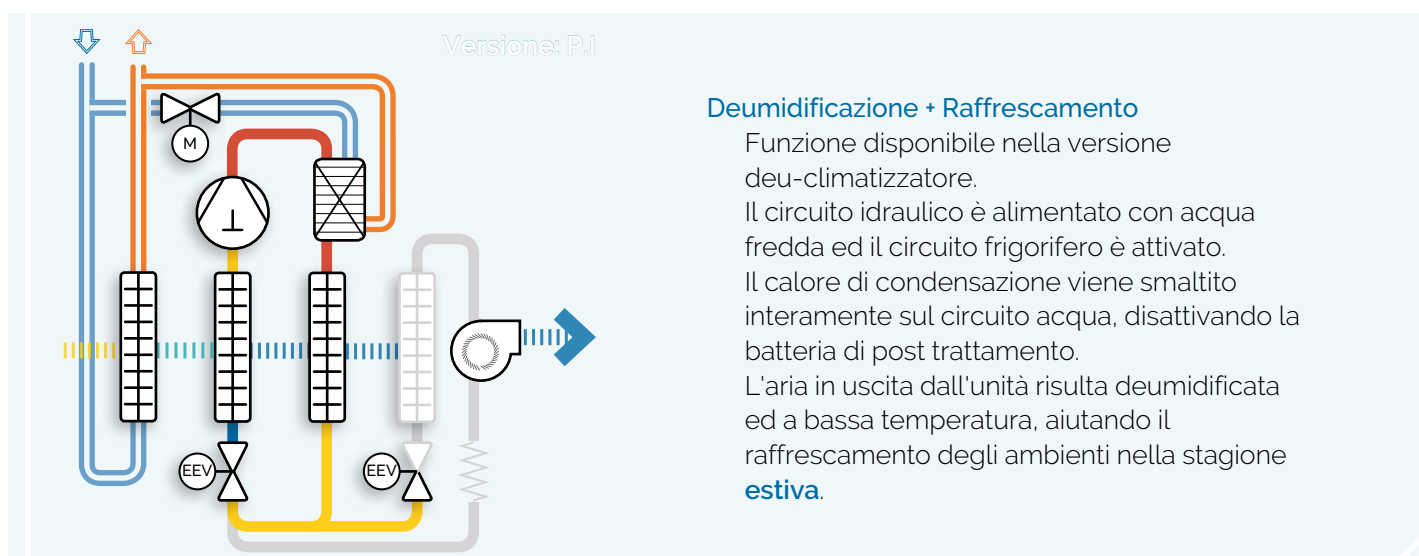 Versione: P.I
M
EEV
EEV
Deumidificazione + Raffrescamento
Funzione disponibile nella versione
deu-climatizzatore.
Il circuito idraulico è alimentato con acqua
fredda ed il circuito frigorifero è attivato.
Il calore di condensazione viene smaltito
interamente sul circuito acqua, disattivando la
batteria di post trattamento.
L'aria in uscita dall'unità risulta deumidificata
ed a bassa temperatura, aiutando il
raffrescamento degli ambienti nella stagione
estiva.